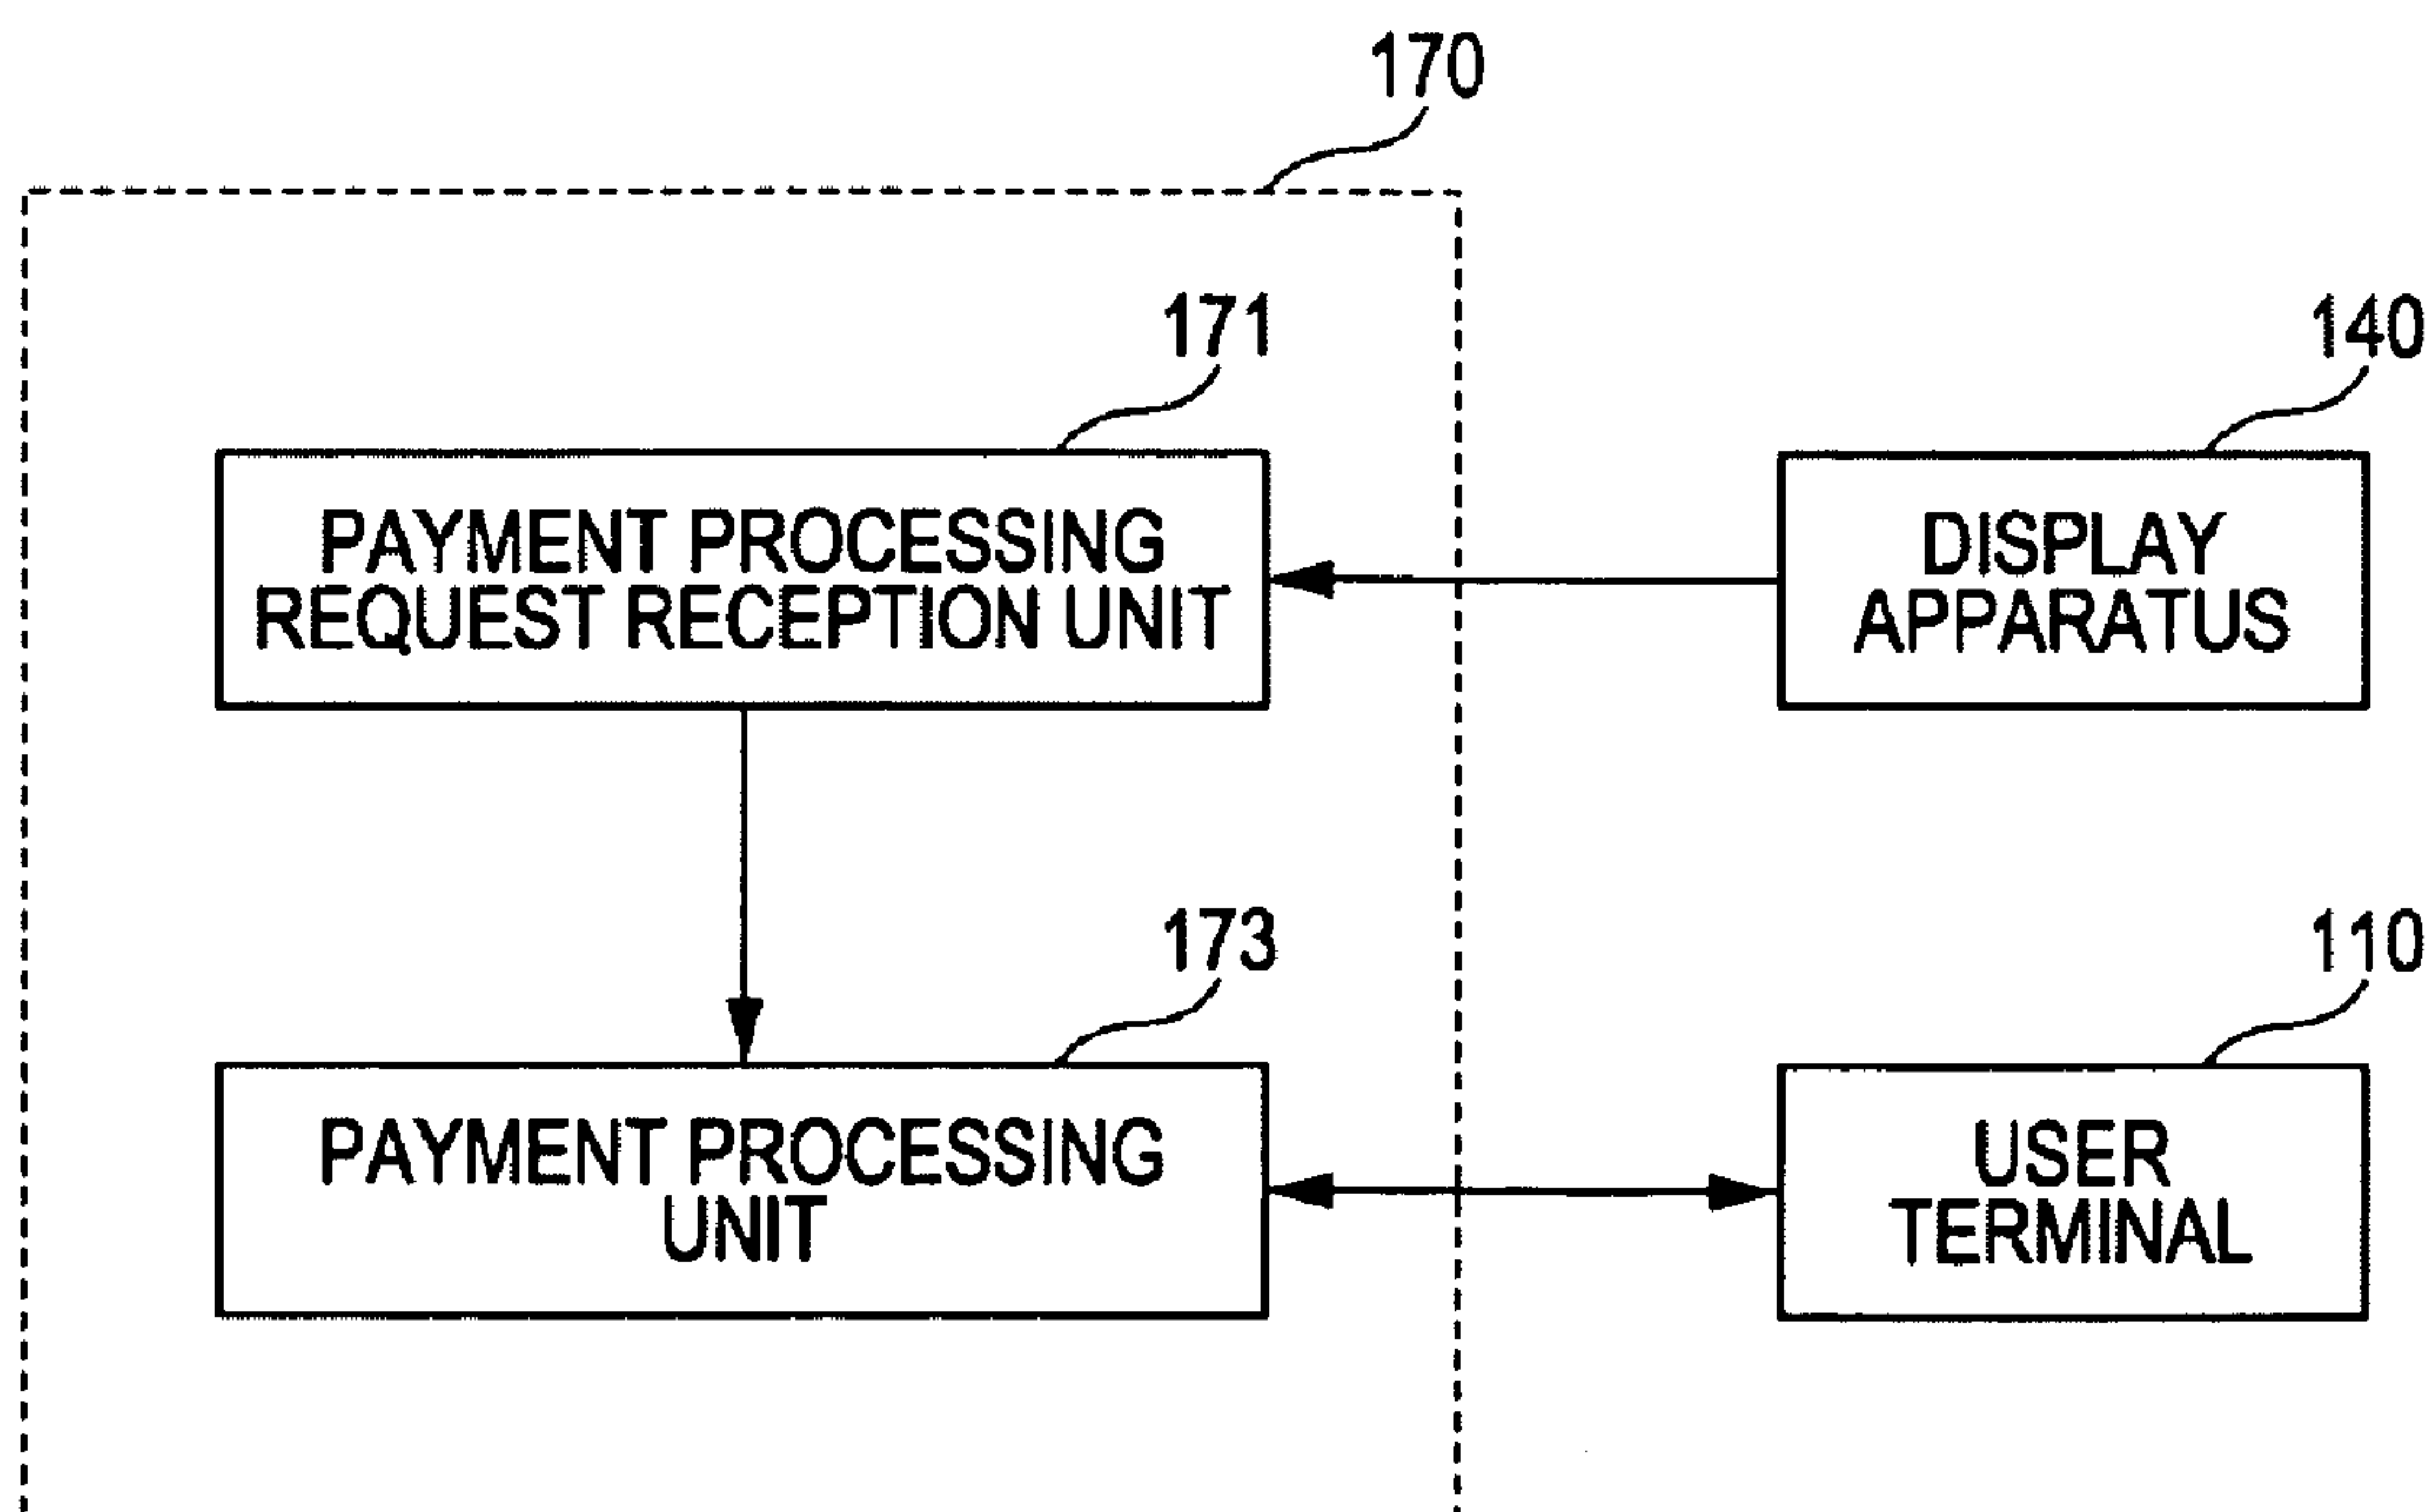 170
171
140
PAYMENT PROCESSING
REQUEST RECEPTION UNIT
DISPLAY
APPARATUS
173
110
PAYMENT PROCESSING
UNIT
USER
TERMINAL